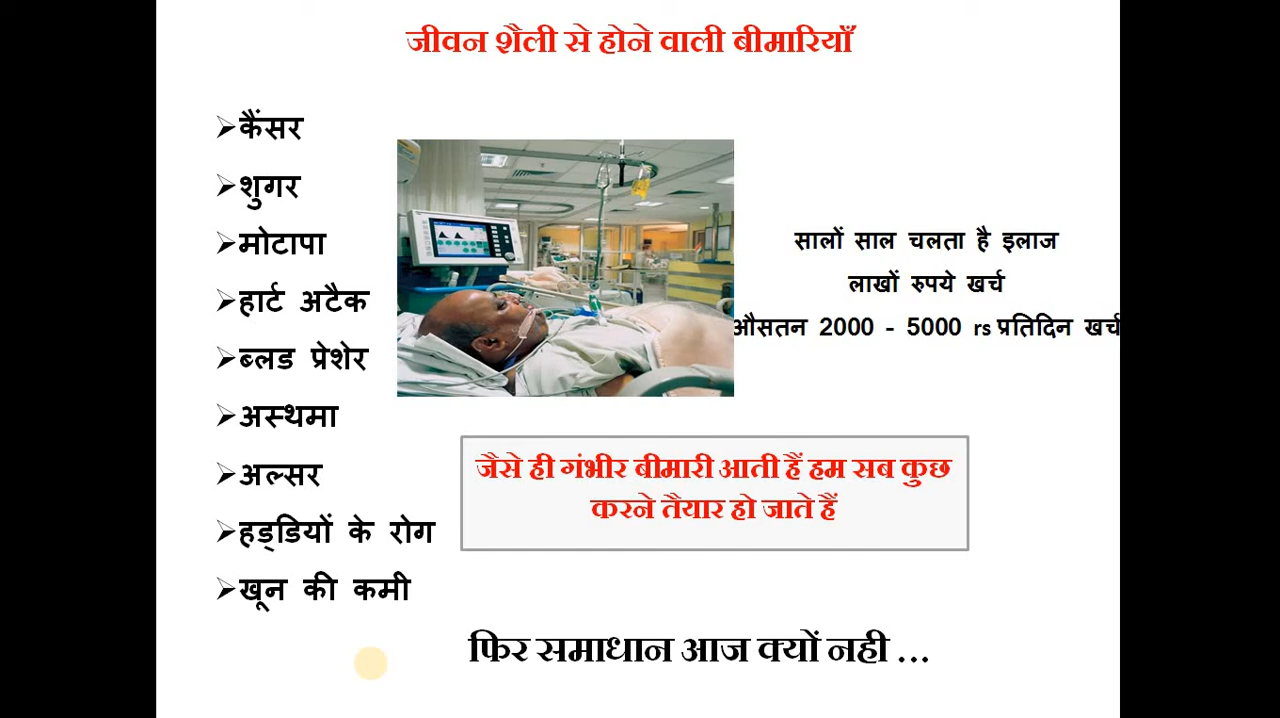 जीवन शैली से होने वाली बीमारियाँ
➢कैंसर
➢शुगर
➢मोटापा
➢हार्ट अटैक
➢ब्लड प्रेशेर
➢अस्थमा
➢अल्सर
➢हड्डियों के रोग
➢खून की कमी
सालों साल चलता है इलाज
लाखों रुपये खर्च
औसतन 2000 - 5000 rs प्रतिदिन खर्च
जैसे ही गंभीर बीमारी आती हैं हम सब कुछ
करने तैयार हो जाते हैं
फिर समाधान आज क्यों नही ...